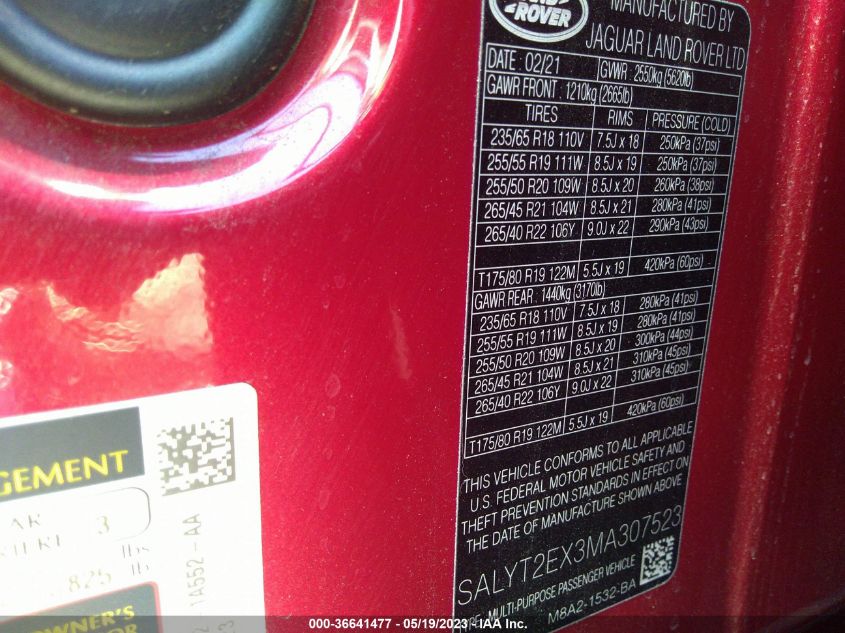 ROVER
MANUFACTURED BY
JAGUAR LAND ROVER LTD
DATE : 02/21 GVWR : 2550kg (5620lb)
GAWR FRONT : 1210kg (2665lb)
TIRES RIMS PRESSURE (COLD)
235/65 R18 110V 7.5J x 18 250kPa (37psi)
255/55 R19 111W 8.5J x 19 250kPa (37psi)
255/50 R20 109W 8.5J x 20 260kPa (38psi)
265/45 R21 104W 8.5J x 21 280kPa (41psi)
265/40 R22 106Y 9.0J x 22 290kPa (43psi)
T175/80 R19 122M 5.5J x 19 420kPa (60psi)
GAWR REAR : 1440kg (3170lb)
235/65 R18 110V 7.5J x 18 280kPa (41psi)
255/55 R19 111W 8.5J x 19 280kPa (41psi)
255/50 R20 109W 8.5J x 20 300kPa (44psi)
265/45 R21 104W 8.5J x 21 310kPa (45psi)
265/40 R22 106Y 9.0J x 22 310kPa (45psi)
T175/80 R19 122M 5.5J x 19 420kPa (60psi)
THIS VEHICLE CONFORMS TO ALL APPLICABLE
U.S. FEDERAL MOTOR VEHICLE SAFETY AND
THEFT PREVENTION STANDARDS IN EFFECT ON
THE DATE OF MANUFACTURE SHOWN ABOVE
SALYT2EX3MA307523
MULTI-PURPOSE PASSENGER VEHICLE
M8A2-1532-BA
GEMENT
3
lbs
825 lb
1A552-AA
OWNER'S
000-36641477 - 05/19/2023 - IAA Inc.